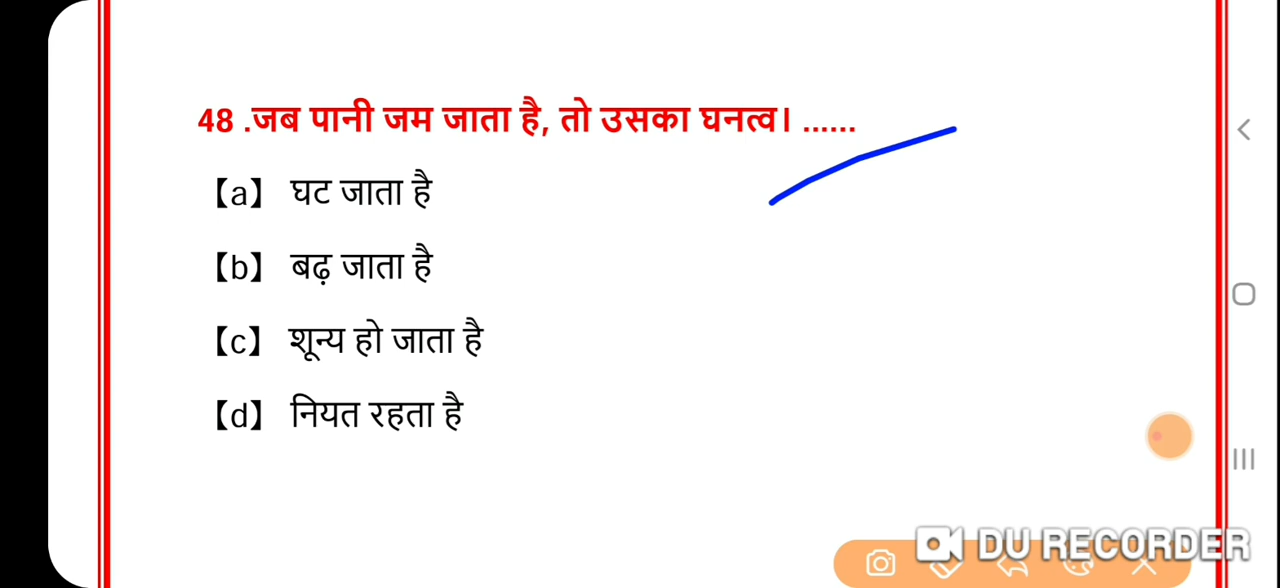 48 .जब पानी जम जाता है, तो उसका घनत्व। ......
【a】 घट जाता है
【b】 बढ़ जाता है
【c】 शून्य हो जाता है
【d】 नियत रहता है
DU RECORDER